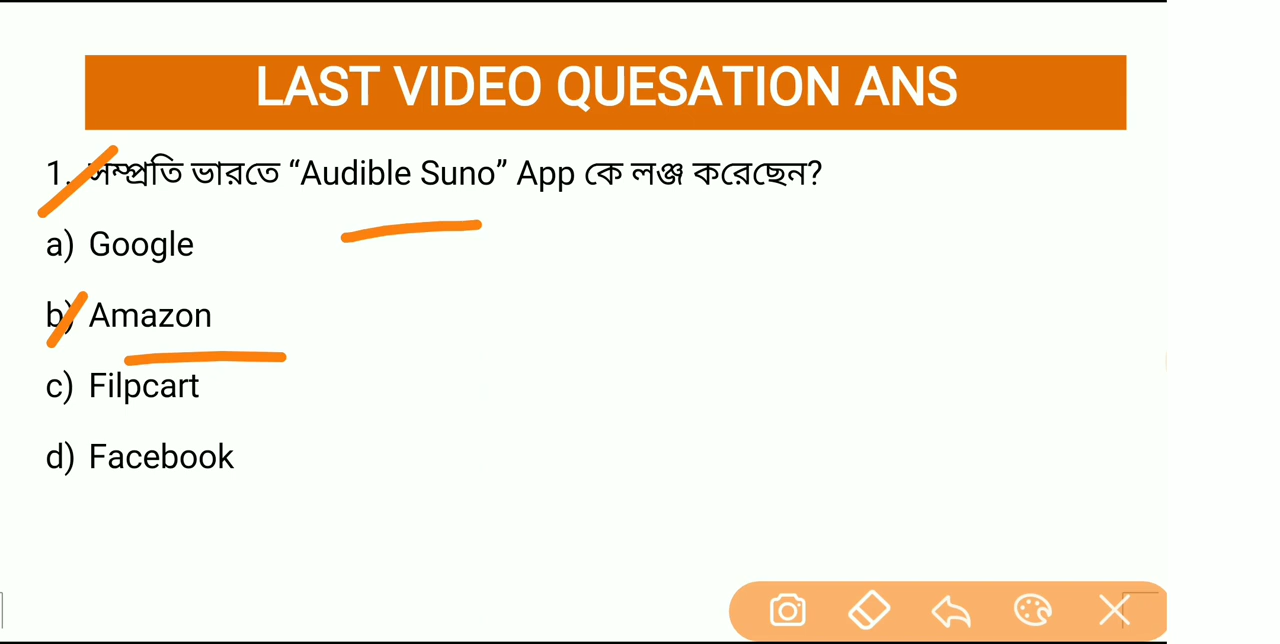 LAST VIDEO QUESATION ANS
1. সম্প্রতি ভারতে “Audible Suno” App কে লঞ্জ করেছেন?
a) Google
b) Amazon
c) Filpcart
d) Facebook